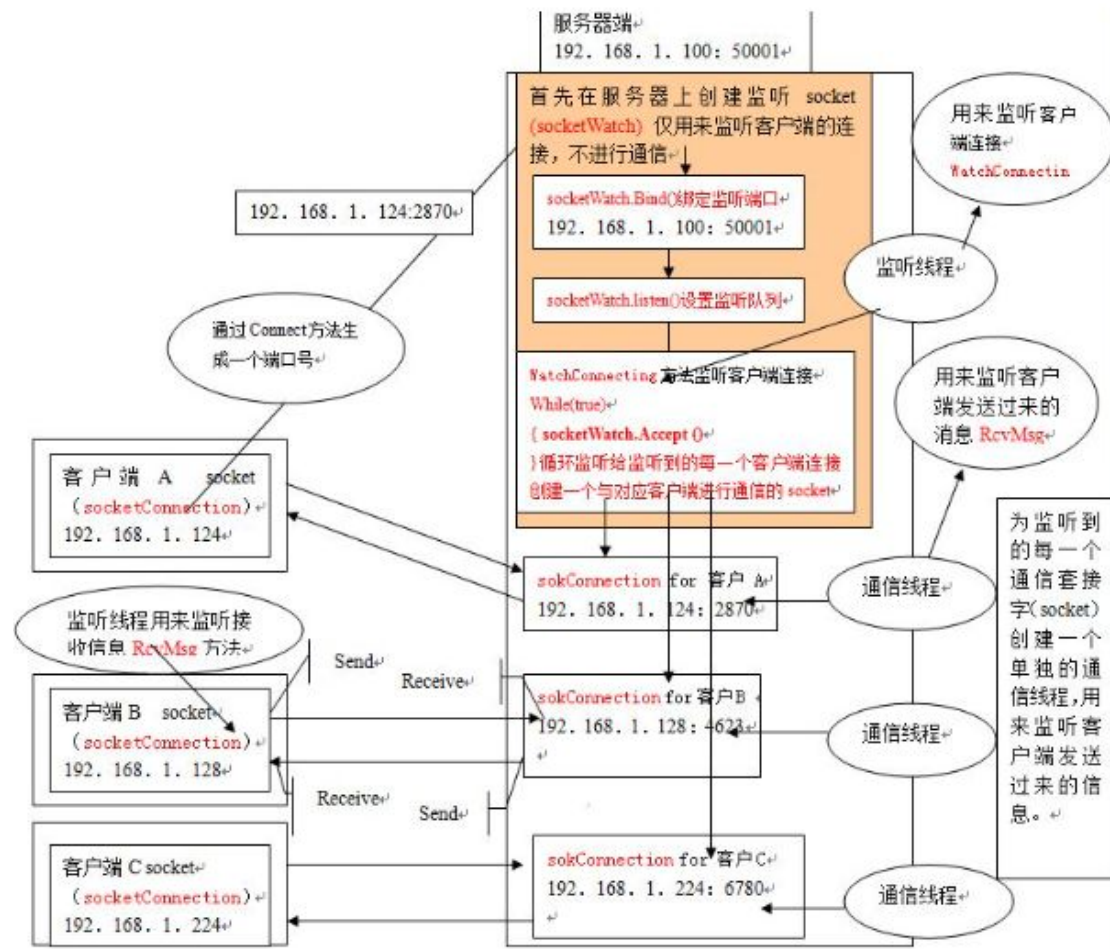 服务器端
192. 168. 1. 100: 50001
首先在服务器上创建监听 socket
(socketWatch) 仅用来监听客户端的连
接，不进行通信
socketWatch.Bind()绑定监听端口
192. 168. 1. 100: 50001
socketWatch.listen()设置监听队列
WatchConnecting 方法监听客户端连接
While(true)
{ socketWatch.Accept ()
}循环监听给监听到的每一个客户端连接
创建一个与对应客户端进行通信的 socket
用来监听客户
端连接
WatchConnectin
监听线程
192. 168. 1. 124:2870
通过 Connect方法生
成一个端口号
用来监听客户
端发送过来的
消息 RcvMsg
客户端 A socket
（socketConnection）
192. 168. 1. 124
sokConnection for 客户 A
192. 168. 1. 124: 2870
通信线程
为监听到
的每一个
通信套接
字(socket)
创建一个
单独的通
信线程,用
来监听客
户端发送
过来的信
息。
监听线程用来监听接
收信息 RcvMsg 方法
Send
Receive
客户端B socket
（socketConnection）
192. 168. 1. 128
sokConnection for 客户B
192. 168. 1. 128: 4623
通信线程
Receive
Send
客户端 C socket
（socketConnection）
192. 168. 1. 224
sokConnection for 客户C
192. 168. 1. 224: 6780
通信线程